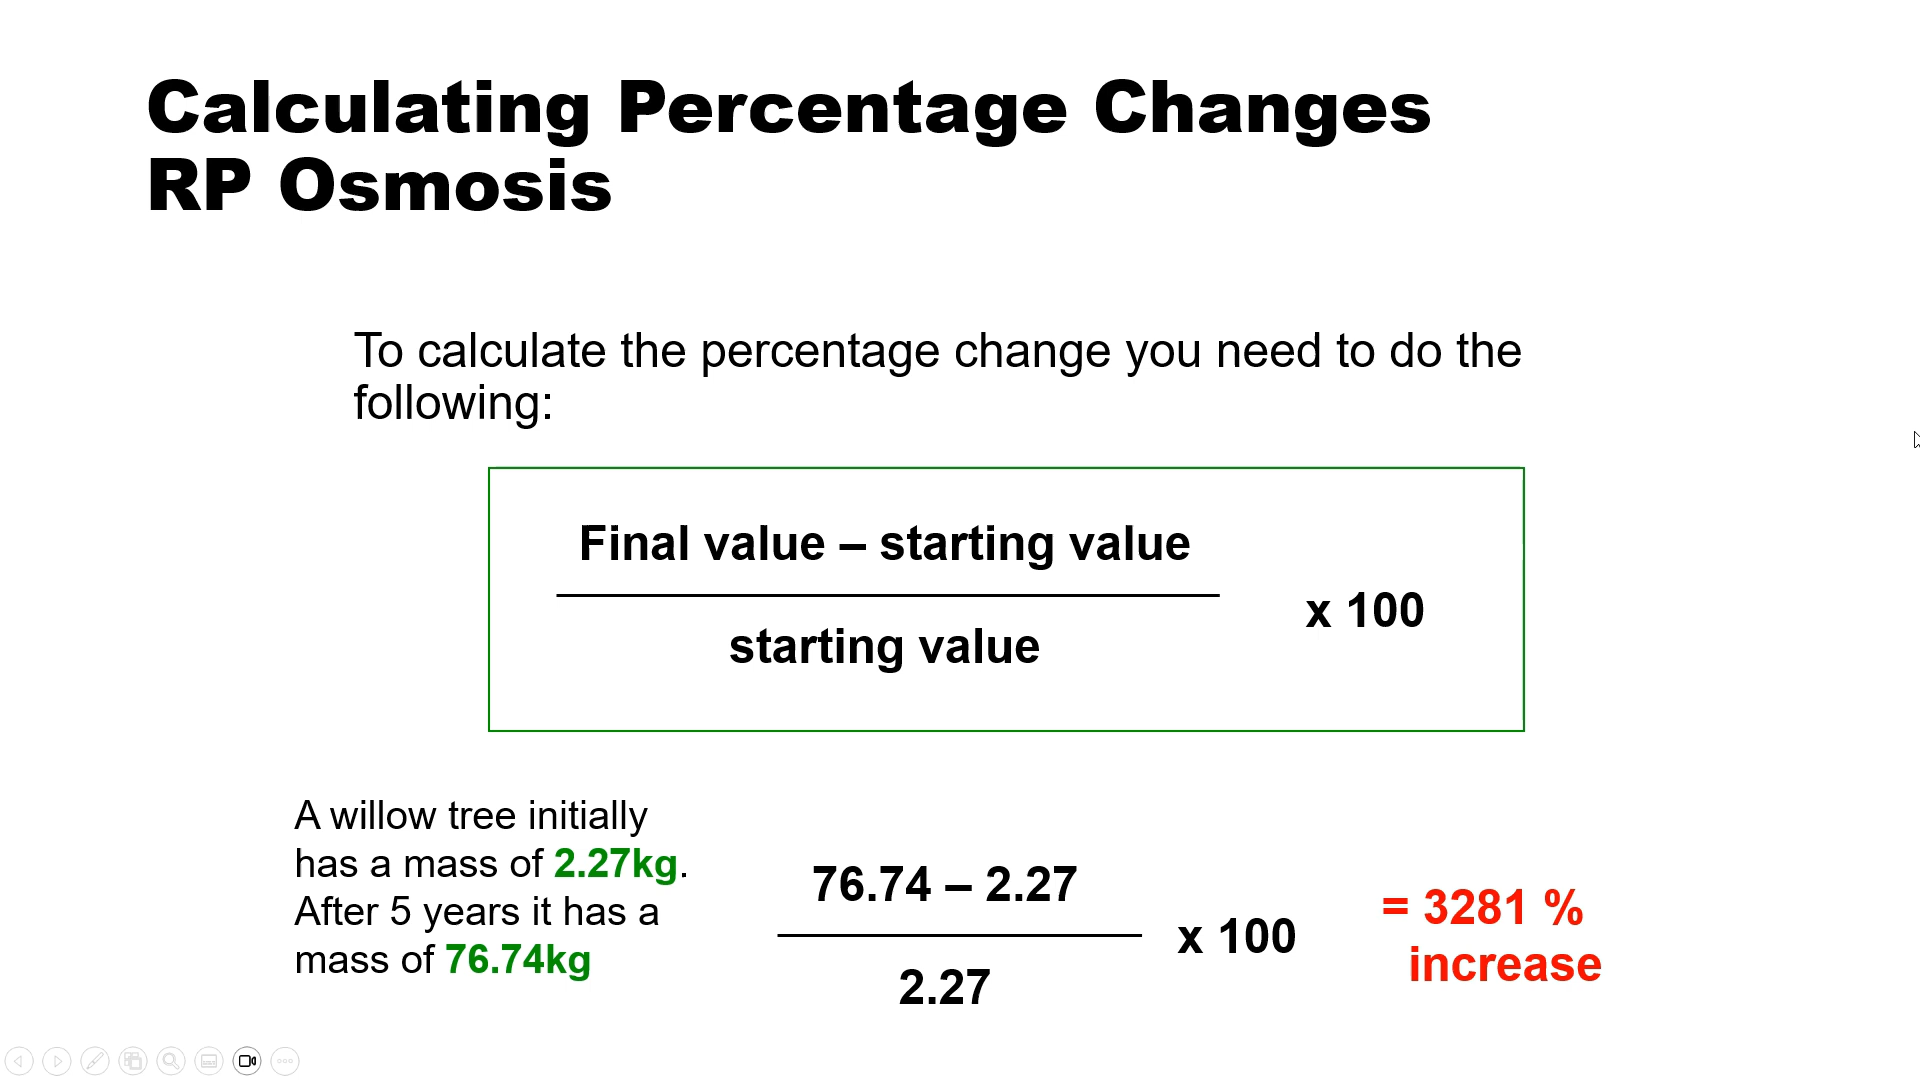 Calculating Percentage Changes
RP Osmosis
To calculate the percentage change you need to do the
following:
Final value – starting value
starting value
x 100
A willow tree initially
has a mass of 2.27kg.
After 5 years it has a
mass of 76.74kg
76.74 – 2.27
2.27
x 100
= 3281 %
increase